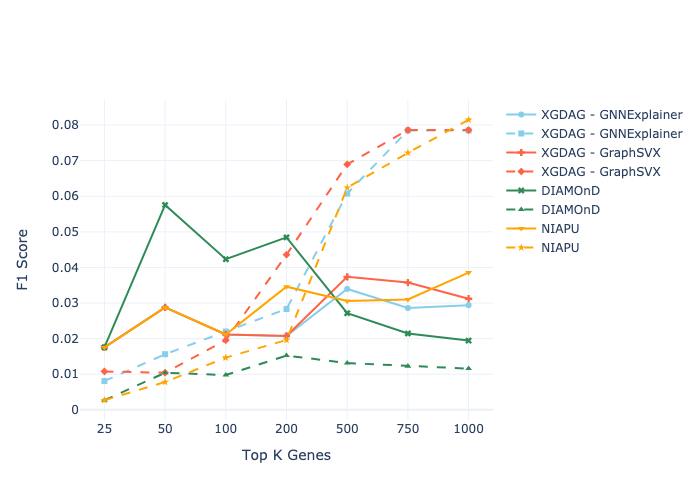 0.08
0.07
0.06
0.05
0.04
0.03
0.02
0.01
0
F1 Score
25 50 100 200 500 750 1000
Top K Genes
XGDAG - GNNExplainer
XGDAG - GNNExplainer
XGDAG - GraphSVX
XGDAG - GraphSVX
DIAMOnD
DIAMOnD
NIAPU
NIAPU